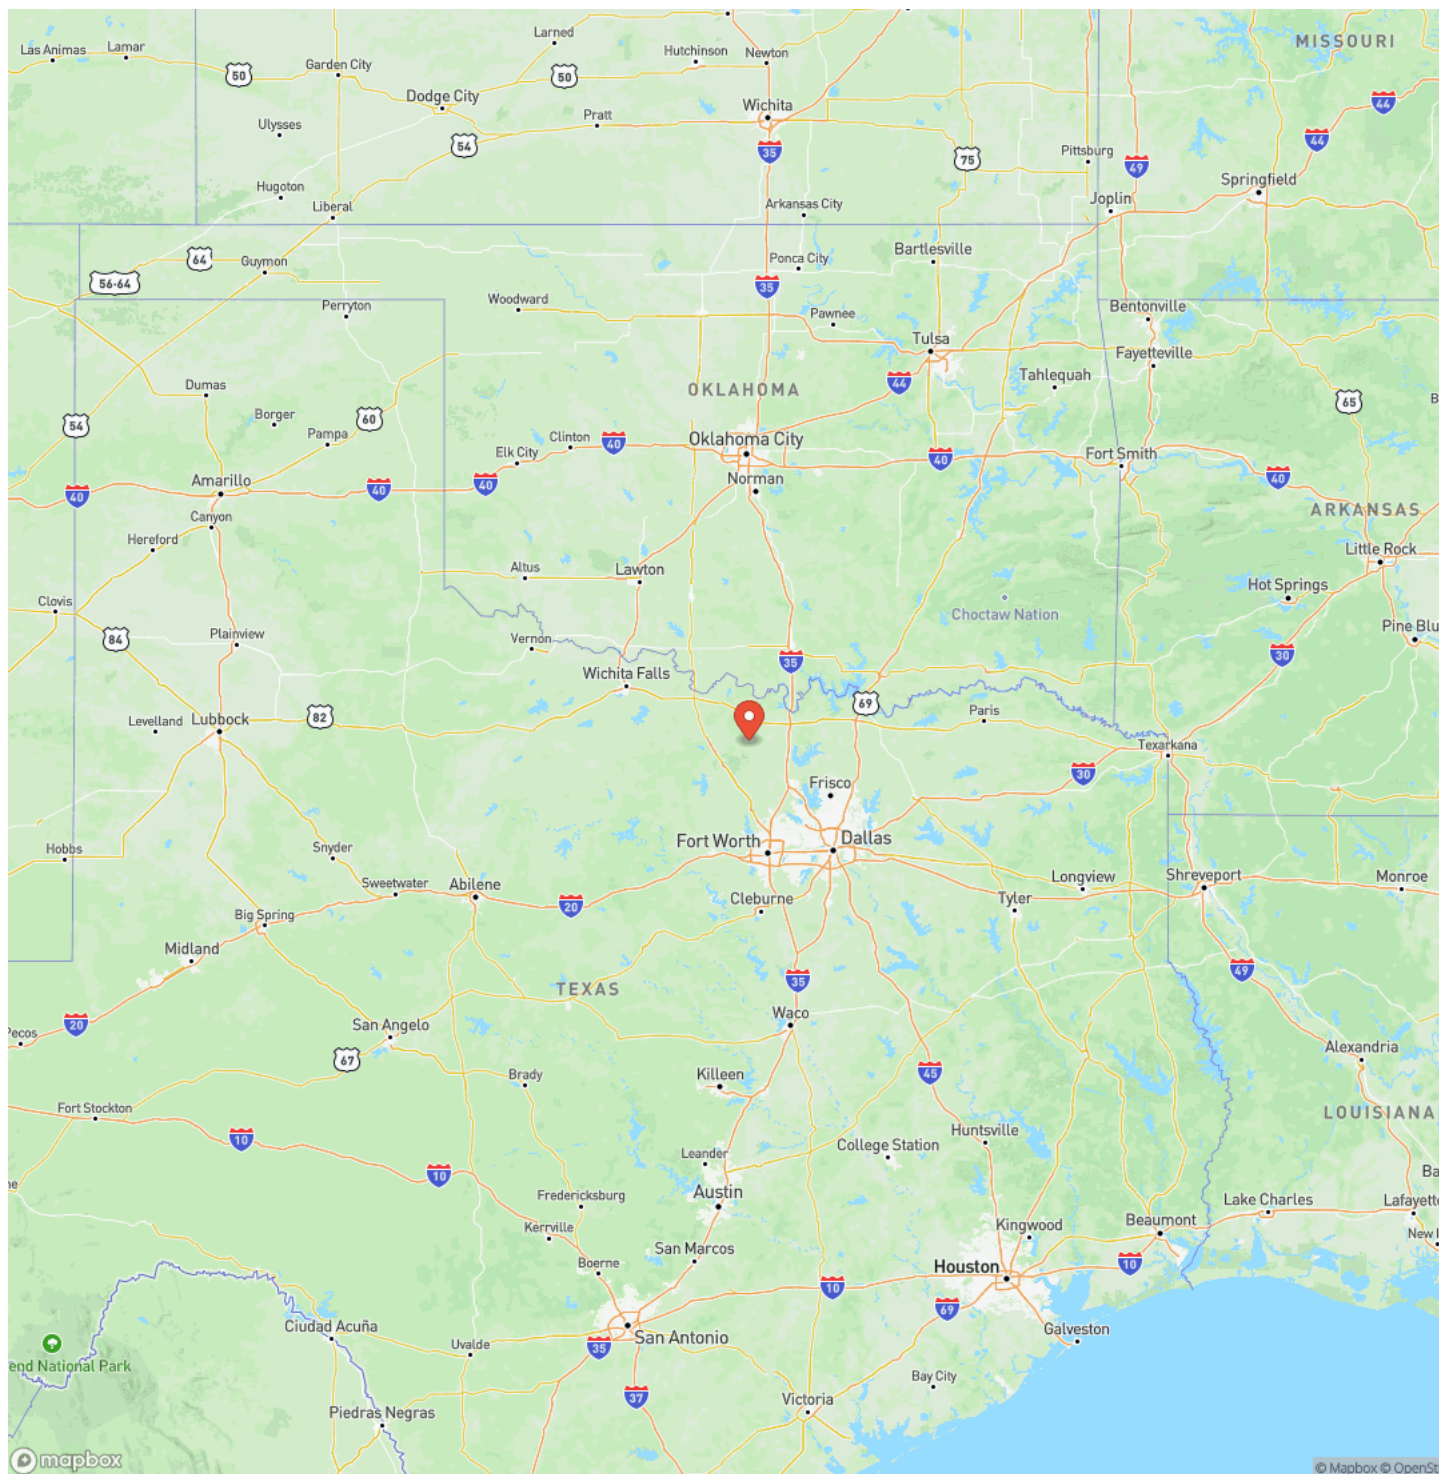 MISSOURI
Las Animas
Lamar
Larned
Hutchinson
Newton
50
Garden City
50
Dodge City
Wichita
44
Ulysses
Pratt
54
35
75
Pittsburg
49
44
Hugoton
Springfield
Liberal
Arkansas City
Joplin
64
Guymon
Ponca City
Bartlesville
56-64
35
Perryton
Woodward
Pawnee
Bentonville
Tulsa
Fayetteville
Dumas
OKLAHOMA
44
Tahlequah
65
B
54
Borger
60
Pampa
Clinton
40
Oklahoma City
Elk City
40
Fort Smith
Amarillo
40
40
40
Norman
40
ARKANSAS
Canyon
Hereford
Little Rock
Altus
Lawton
Hot Springs
Clovis
Choctaw Nation
84
Plainview
Vernon
Pine Blu
35
30
Wichita Falls
69
Levelland
Lubbock
82
Paris
Texarkana
Frisco
30
Fort Worth
Dallas
Hobbs
Snyder
Sweetwater
Abilene
Longview
Shreveport
Monroe
20
Cleburne
Tyler
Big Spring
Midland
49
35
TEXAS
20
Pecos
San Angelo
Waco
67
Alexandria
Brady
Killeen
45
Fort Stockton
LOUISIANA
10
Huntsville
College Station
10
Leander
Ba
ne
Fredericksburg
Austin
Lake Charles
Lafayette
Kerrville
Kingwood
Beaumont
New I
San Marcos
Boerne
Houston
10
10
69
Ciudad Acuña
San Antonio
Galveston
Uvalde
35
end National Park
Bay City
37
Victoria
Piedras Negras
mapbox
© Mapbox © OpenSt